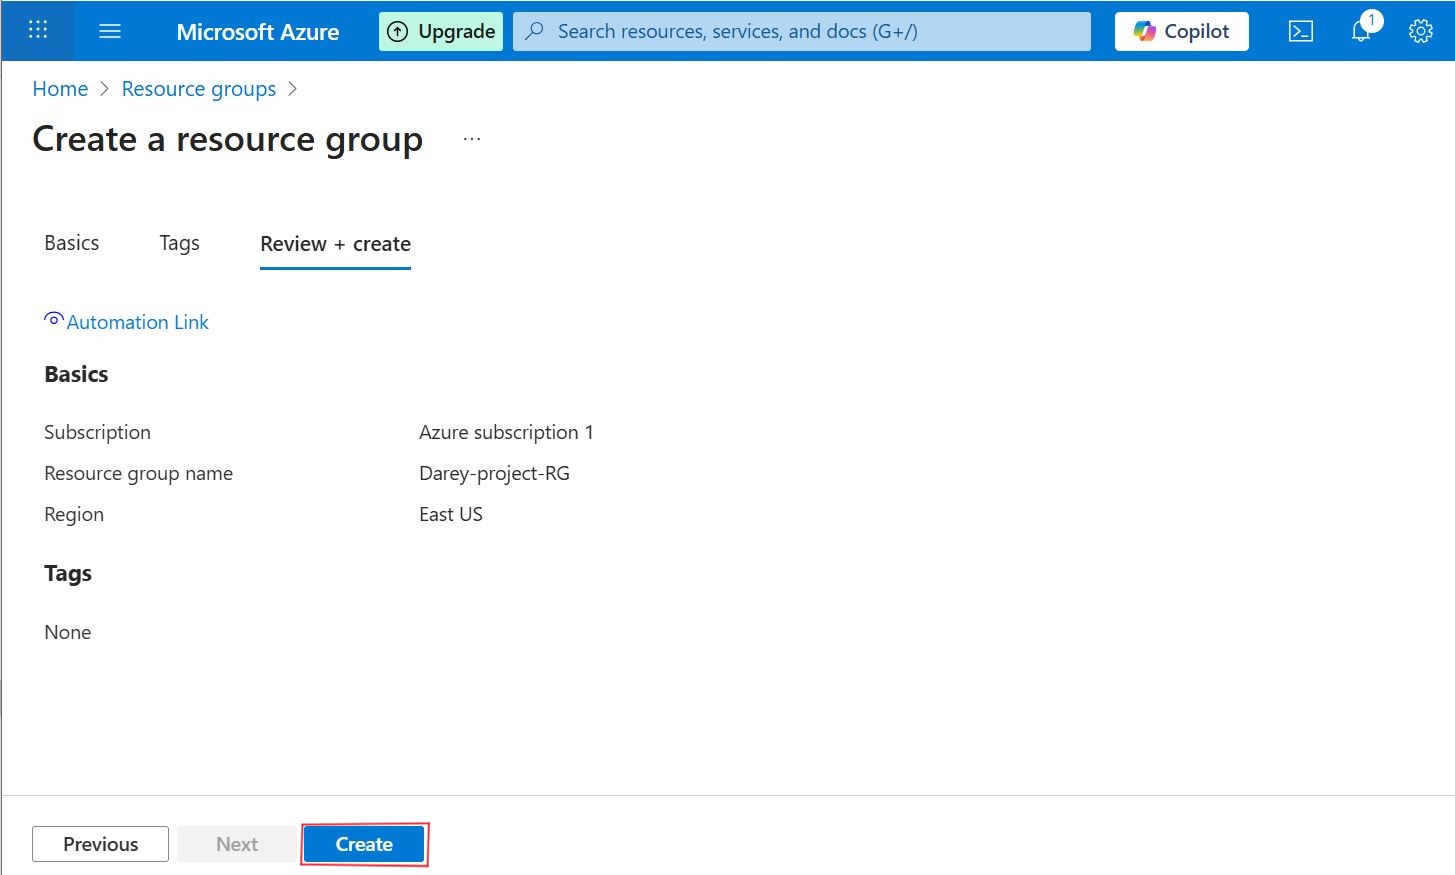 Microsoft Azure Upgrade Search resources, services, and docs (G+/) Copilot 1
Home > Resource groups >
Create a resource group ...
Basics Tags Review + create
Automation Link
Basics
Subscription Azure subscription 1
Resource group name Darey-project-RG
Region East US
Tags
None
Previous Next Create